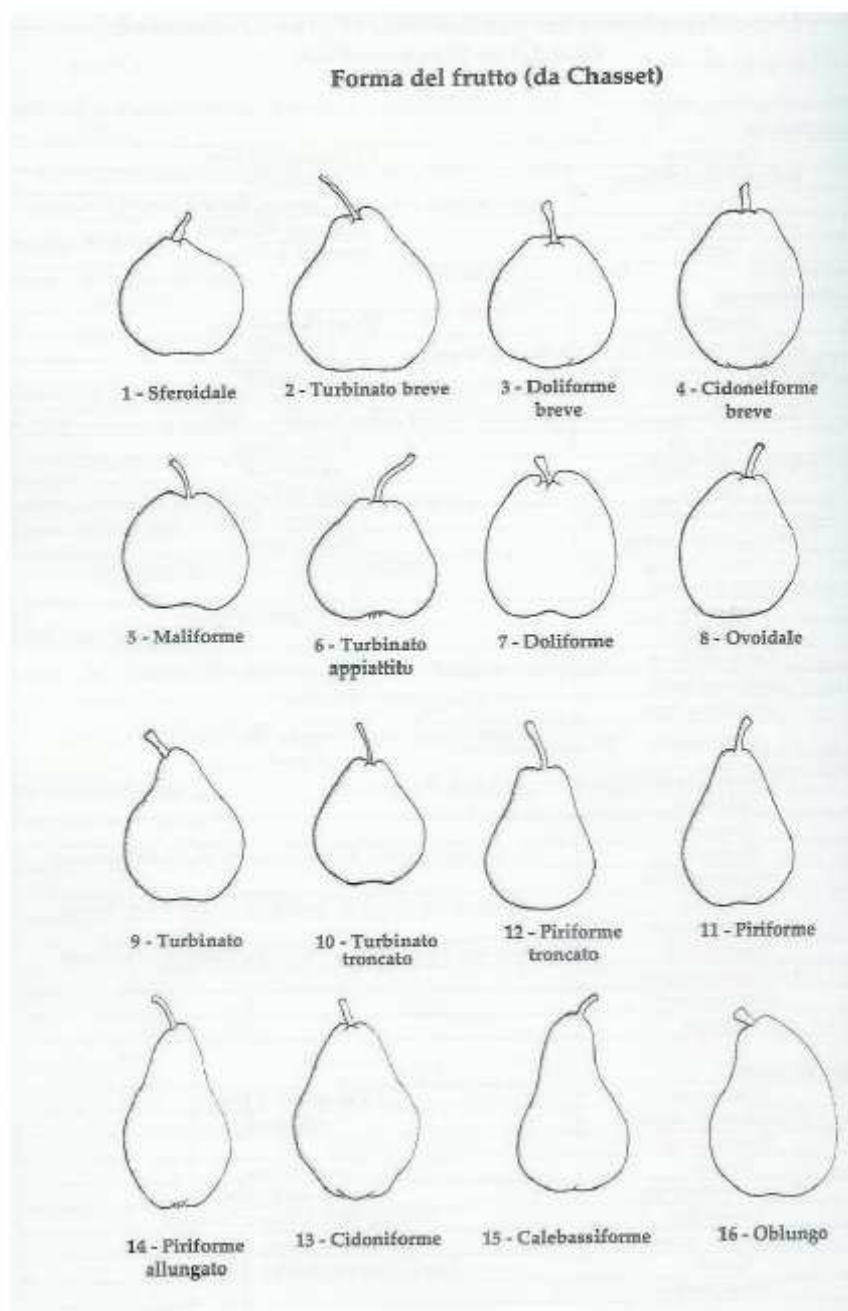 Forma del frutto (da Chasset)
1 - Sferoidale
2 - Turbinato breve
3 - Doliforme
breve
4 - Cidoneiforme
breve
5 - Maliforme
6 - Turbinato
appiattito
7 - Doliforme
8 - Ovoidale
9 - Turbinato
10 - Turbinato
troncato
12 - Piriforme
troncato
11 - Piriforme
14 - Piriforme
allungato
13 - Cidoniforme
15 - Calebassiforme
16 - Oblungo